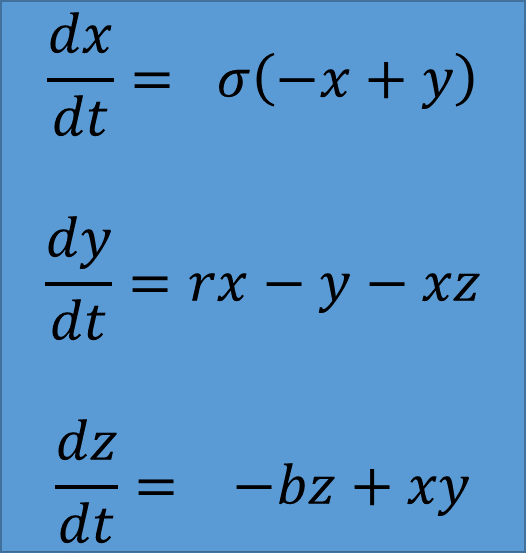 dx/dt = σ(−x + y)
dy/dt = rx − y − xz
dz/dt = −bz + xy